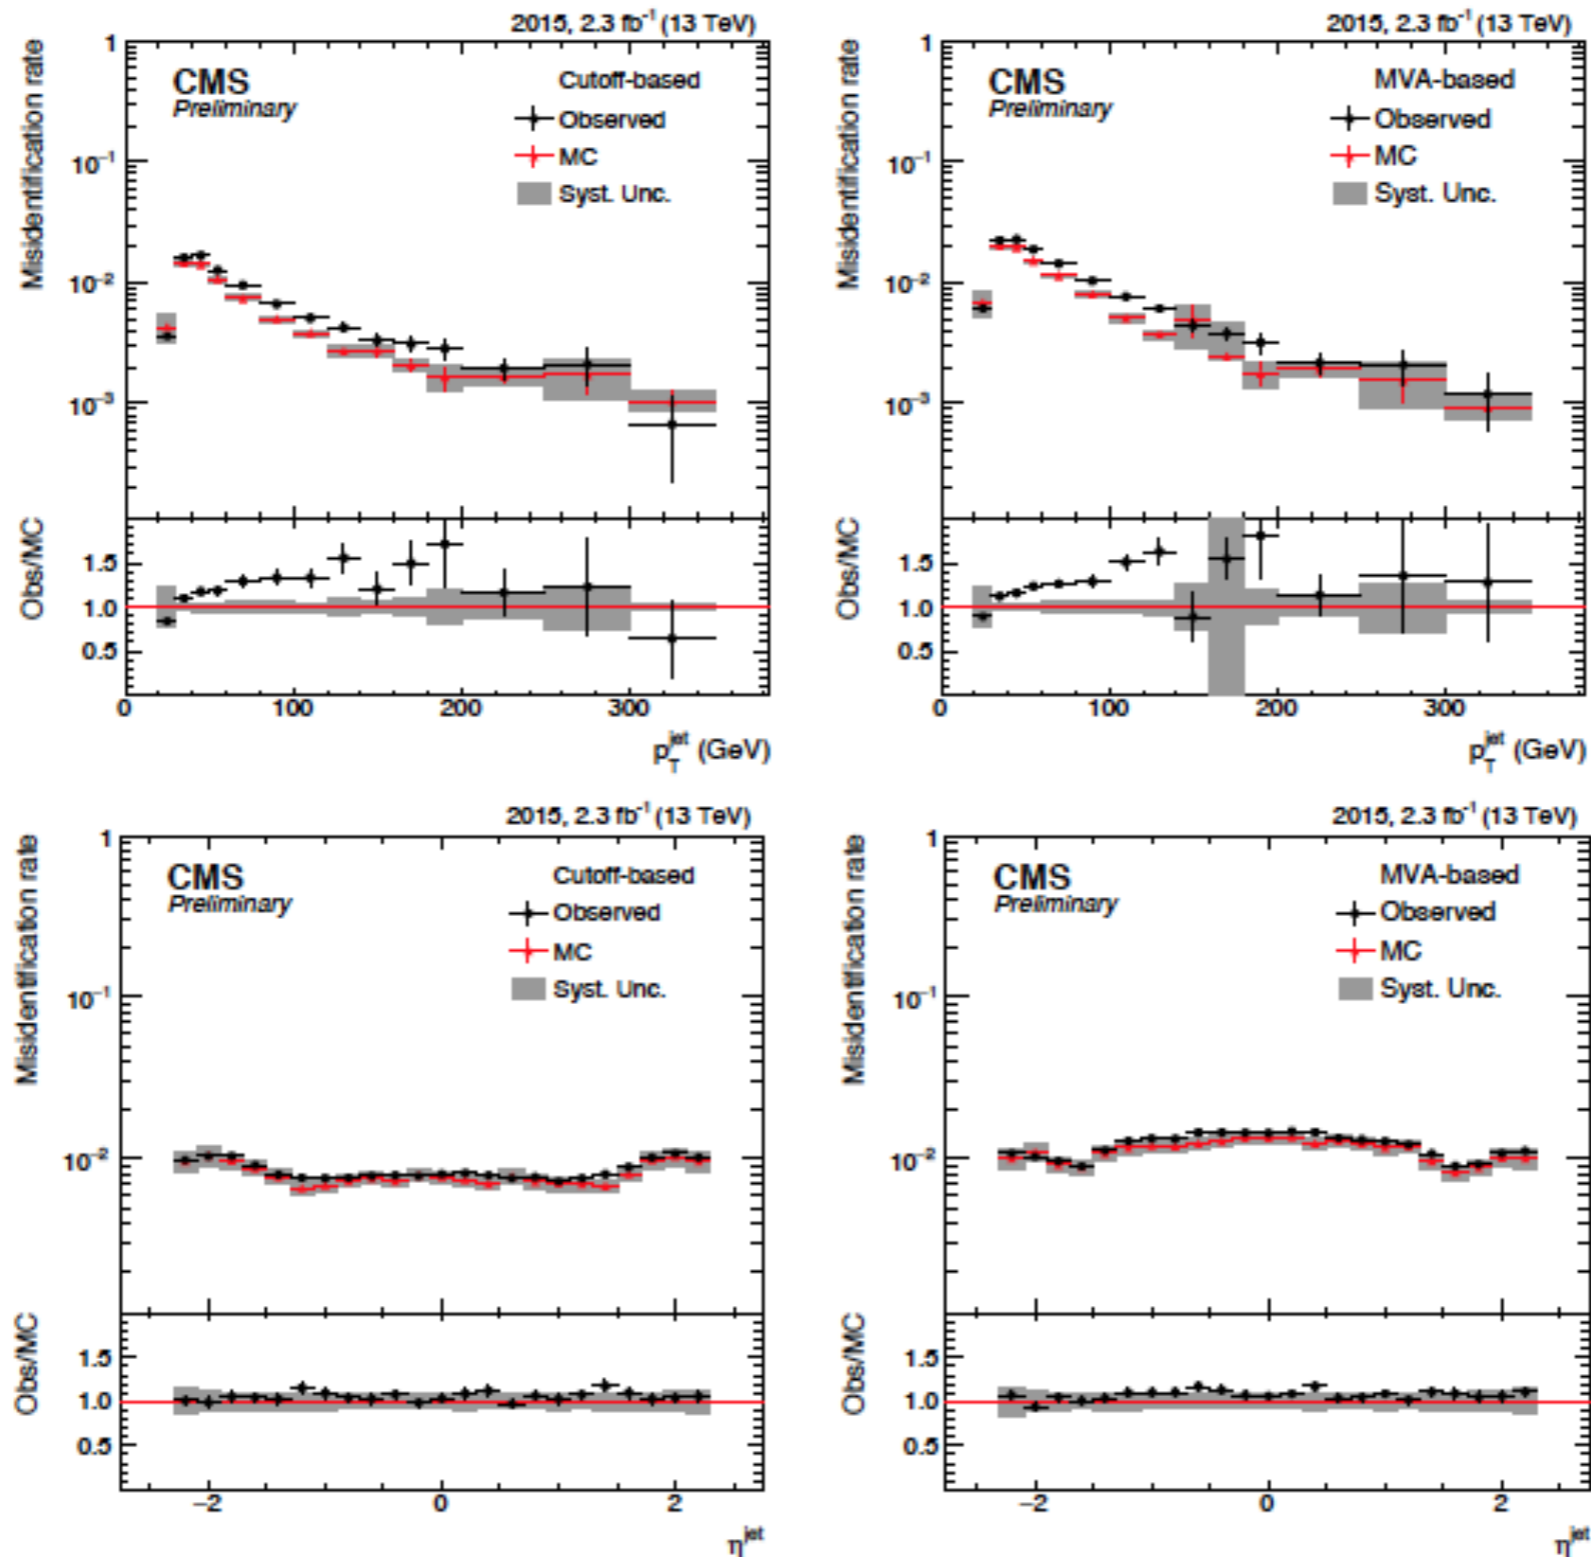 2015, 2.3 fb⁻¹ (13 TeV)
Misidentification rate
1
10⁻¹
10⁻²
10⁻³
CMS
Preliminary
Cutoff-based
Observed
MC
Syst. Unc.
Obs/MC
1.5
1.0
0.5
0 100 200 300
p_T^jet (GeV)
2015, 2.3 fb⁻¹ (13 TeV)
Misidentification rate
1
10⁻¹
10⁻²
10⁻³
CMS
Preliminary
MVA-based
Observed
MC
Syst. Unc.
Obs/MC
1.5
1.0
0.5
0 100 200 300
p_T^jet (GeV)
2015, 2.3 fb⁻¹ (13 TeV)
Misidentification rate
1
10⁻¹
10⁻²
CMS
Preliminary
Cutoff-based
Observed
MC
Syst. Unc.
Obs/MC
1.5
1.0
0.5
−2 0 2
η^jet
2015, 2.3 fb⁻¹ (13 TeV)
Misidentification rate
1
10⁻¹
10⁻²
CMS
Preliminary
MVA-based
Observed
MC
Syst. Unc.
Obs/MC
1.5
1.0
0.5
−2 0 2
η^jet